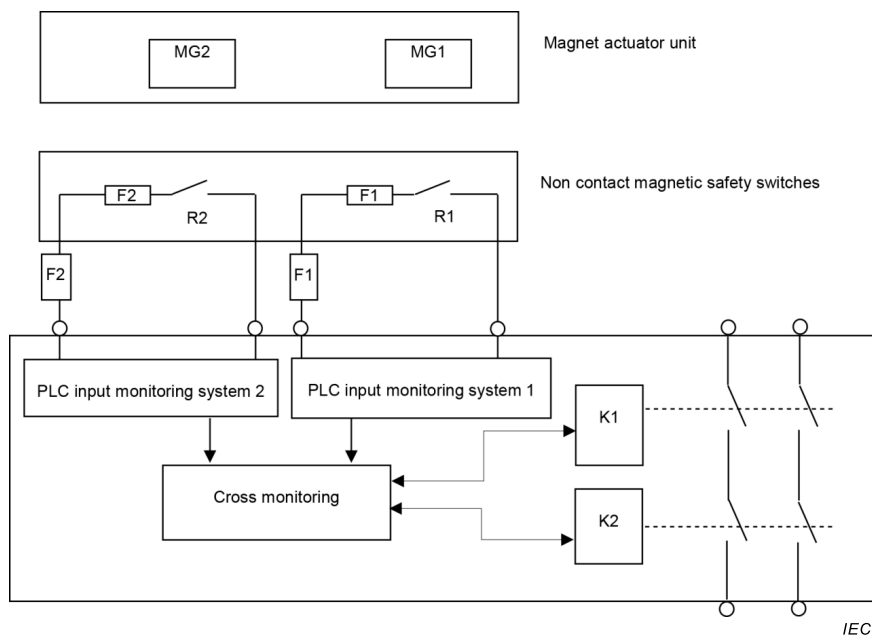 MG2
MG1
Magnet actuator unit
F2
R2
F1
R1
Non contact magnetic safety switches
F2
F1
PLC input monitoring system 2
PLC input monitoring system 1
K1
Cross monitoring
K2
IEC